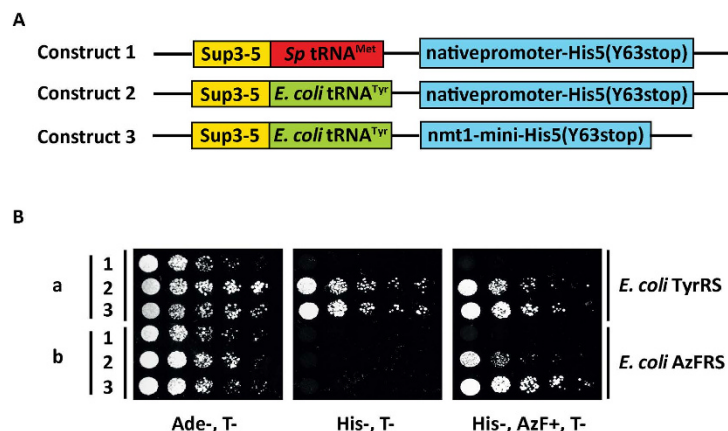 A
Construct 1 Sup3-5 Sp tRNAMet nativepromoter-His5(Y63stop)
Construct 2 Sup3-5 E. coli tRNATyr nativepromoter-His5(Y63stop)
Construct 3 Sup3-5 E. coli tRNATyr nmt1-mini-His5(Y63stop)
B
a
1
2
3
E. coli TyrRS
b
1
2
3
E. coli AzFRS
Ade-, T- His-, T- His-, AzF+, T-